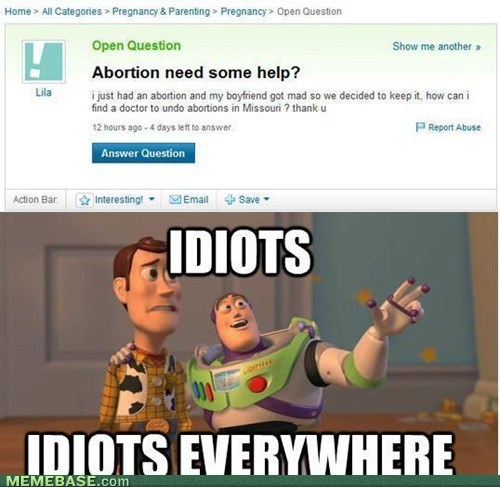 Home > All Categories > Pregnancy & Parenting > Pregnancy > Open Question
Open Question
Show me another »
Abortion need some help?
Lila
i just had an abortion and my boyfriend got mad so we decided to keep it, how can i
find a doctor to undo abortions in Missouri ? thank u
12 hours ago - 4 days left to answer.
Report Abuse
Answer Question
Action Bar: Interesting! Email Save
IDIOTS
LIGHTYEAR
IDIOTS EVERYWHERE
MEMEBASE.com